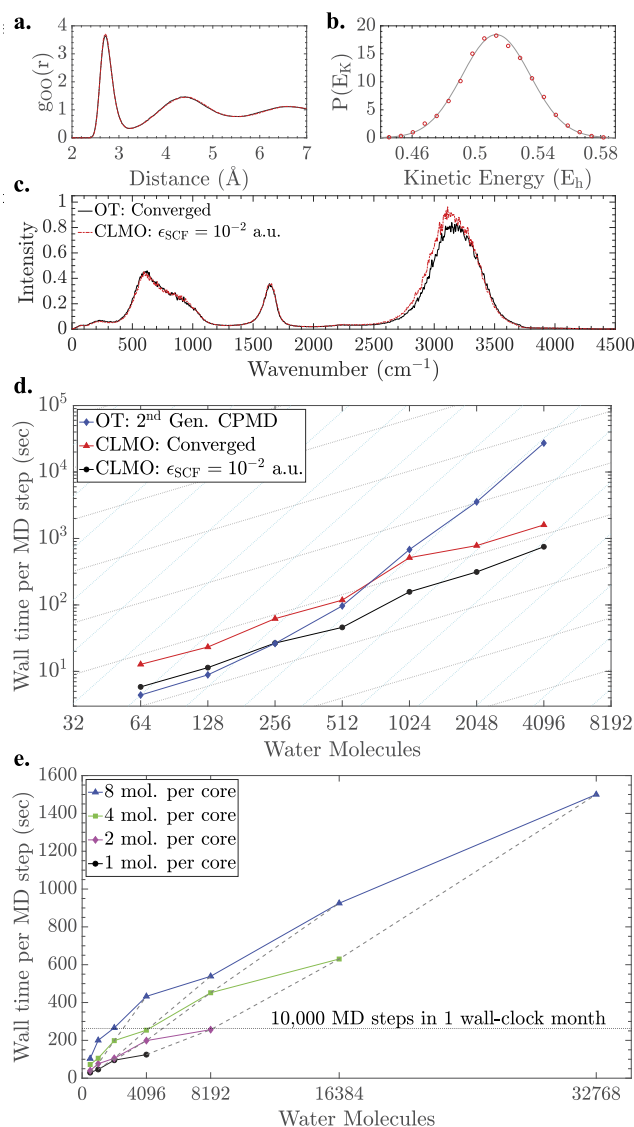 a.
b.
4
3
2
1
0
2 3 4 5 6 7
goo(r)
Distance (Å)
20
15
10
5
0
0.46 0.5 0.54 0.58
P(E_K)
Kinetic Energy (E_h)
c.
1
0.8
0.6
0.4
0.2
0
OT: Converged
CLMO: ϵ_SCF = 10^-2 a.u.
Intensity
0 500 1000 1500 2000 2500 3000 3500 4000 4500
Wavenumber (cm^-1)
d.
10^5
10^4
10^3
10^2
10^1
OT: 2^nd Gen. CPMD
CLMO: Converged
CLMO: ϵ_SCF = 10^-2 a.u.
Wall time per MD step (sec)
32 64 128 256 512 1024 2048 4096 8192
Water Molecules
e.
1600
1400
1200
1000
800
600
400
200
0
8 mol. per core
4 mol. per core
2 mol. per core
1 mol. per core
Wall time per MD step (sec)
10,000 MD steps in 1 wall-clock month
0 4096 8192 16384 32768
Water Molecules